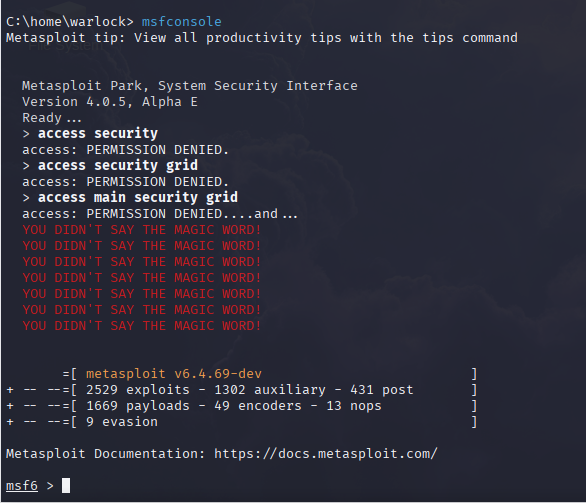 C:\home\warlock> msfconsole
Metasploit tip: View all productivity tips with the tips command
Metasploit Park, System Security Interface
Version 4.0.5, Alpha E
Ready...
> access security
access: PERMISSION DENIED.
> access security grid
access: PERMISSION DENIED.
> access main security grid
access: PERMISSION DENIED....and...
YOU DIDN'T SAY THE MAGIC WORD!
YOU DIDN'T SAY THE MAGIC WORD!
YOU DIDN'T SAY THE MAGIC WORD!
YOU DIDN'T SAY THE MAGIC WORD!
YOU DIDN'T SAY THE MAGIC WORD!
YOU DIDN'T SAY THE MAGIC WORD!
YOU DIDN'T SAY THE MAGIC WORD!
=[ metasploit v6.4.69-dev ]
+ -- --=[ 2529 exploits - 1302 auxiliary - 431 post ]
+ -- --=[ 1669 payloads - 49 encoders - 13 nops ]
+ -- --=[ 9 evasion ]
Metasploit Documentation: https://docs.metasploit.com/
msf6 >